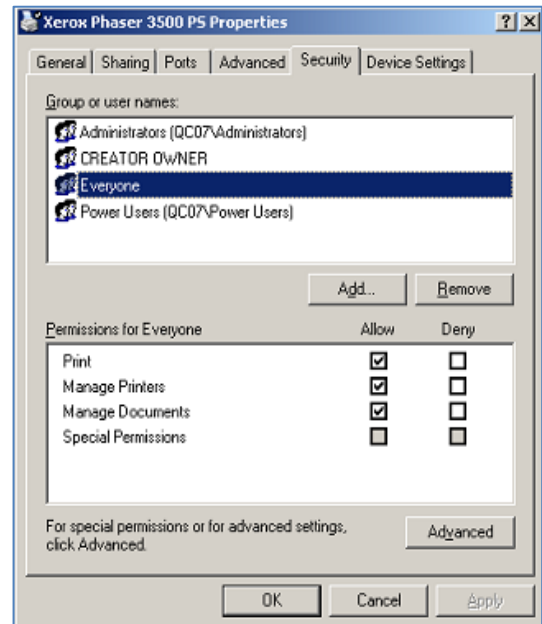 Xerox Phaser 3500 PS Properties
General Sharing Ports Advanced Security Device Settings
Group or user names:
Administrators (QC07\Administrators)
CREATOR OWNER
Everyone
Power Users (QC07\Power Users)
Add... Remove
Permissions for Everyone Allow Deny
Print
Manage Printers
Manage Documents
Special Permissions
For special permissions or for advanced settings,
click Advanced.
Advanced
OK Cancel Apply